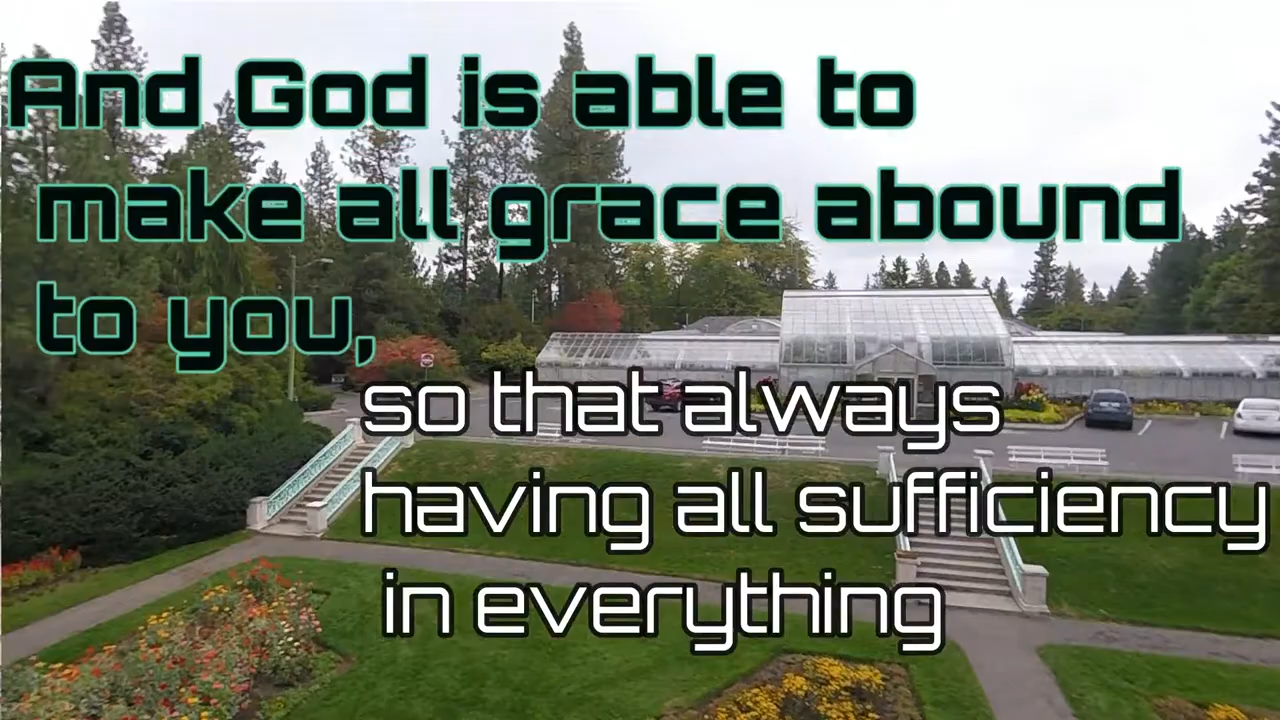 And God is able to
make all grace abound
to you,
so that always
having all sufficiency
in everything